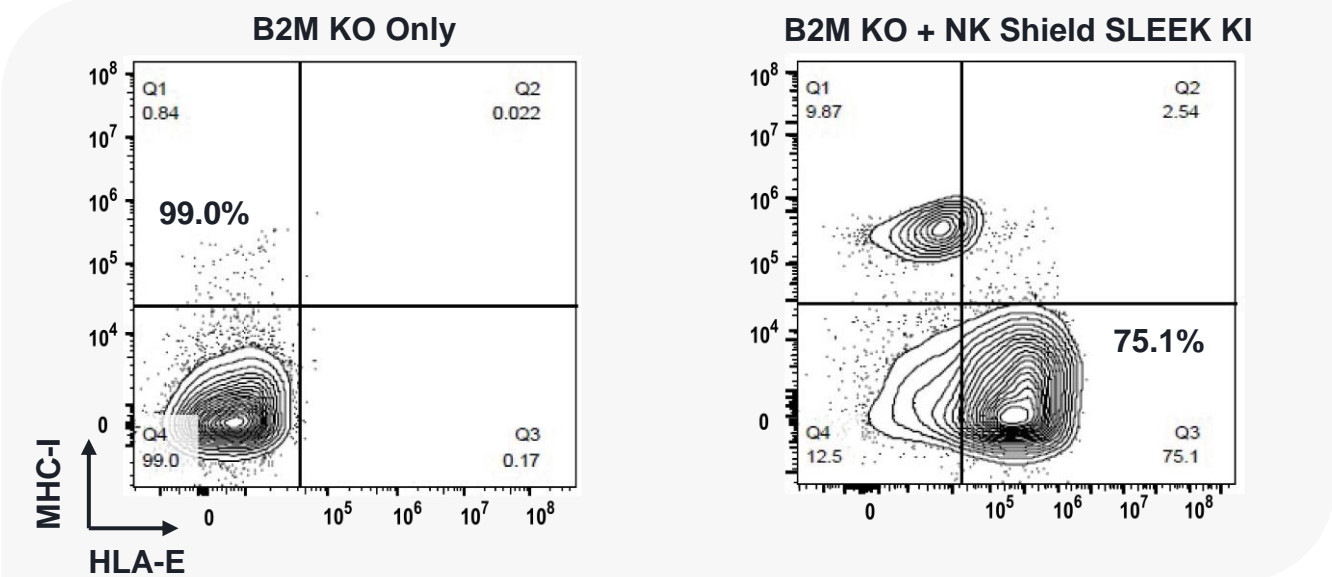 B2M KO Only
10⁸
Q1
0.84
Q2
0.022
10⁷
10⁶
99.0%
10⁵
10⁴
0
Q4
99.0
Q3
0.17
0
10⁵
10⁶
10⁷
10⁸
MHC-I
HLA-E
B2M KO + NK Shield SLEEK KI
10⁸
Q1
9.87
Q2
2.54
10⁷
10⁶
10⁵
10⁴
75.1%
0
Q4
12.5
Q3
75.1
0
10⁵
10⁶
10⁷
10⁸